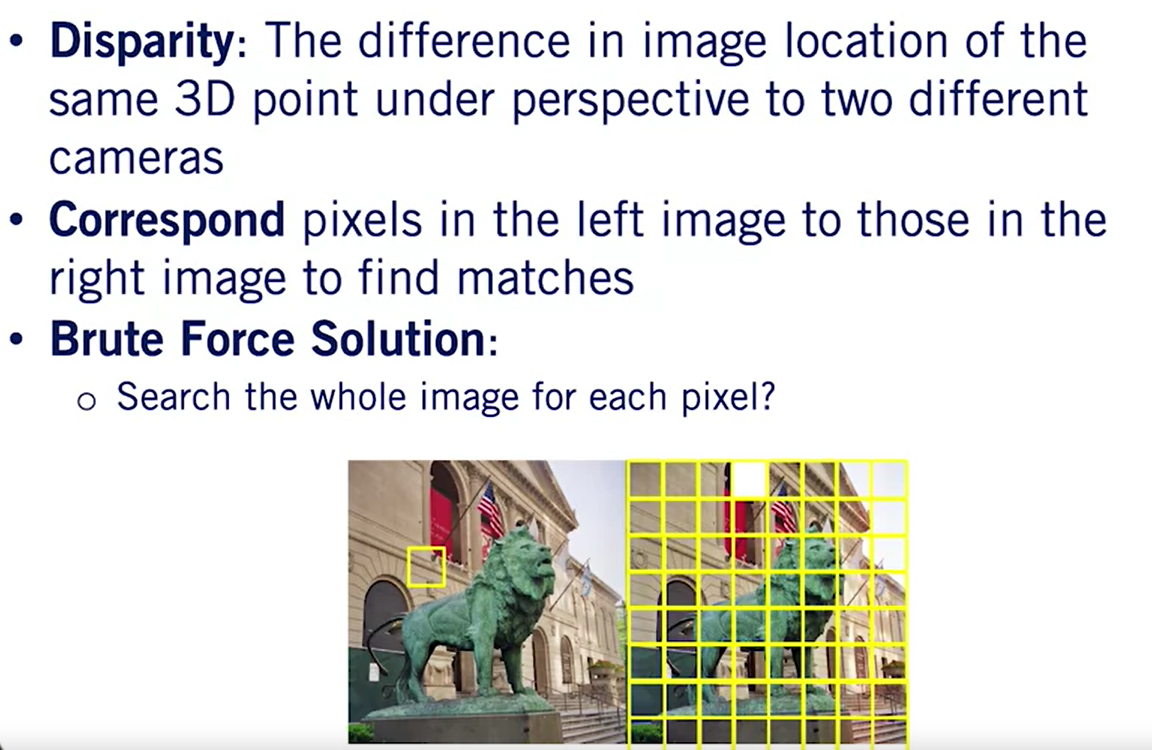 • Disparity: The difference in image location of the
same 3D point under perspective to two different
cameras
• Correspond pixels in the left image to those in the
right image to find matches
• Brute Force Solution:
o Search the whole image for each pixel?